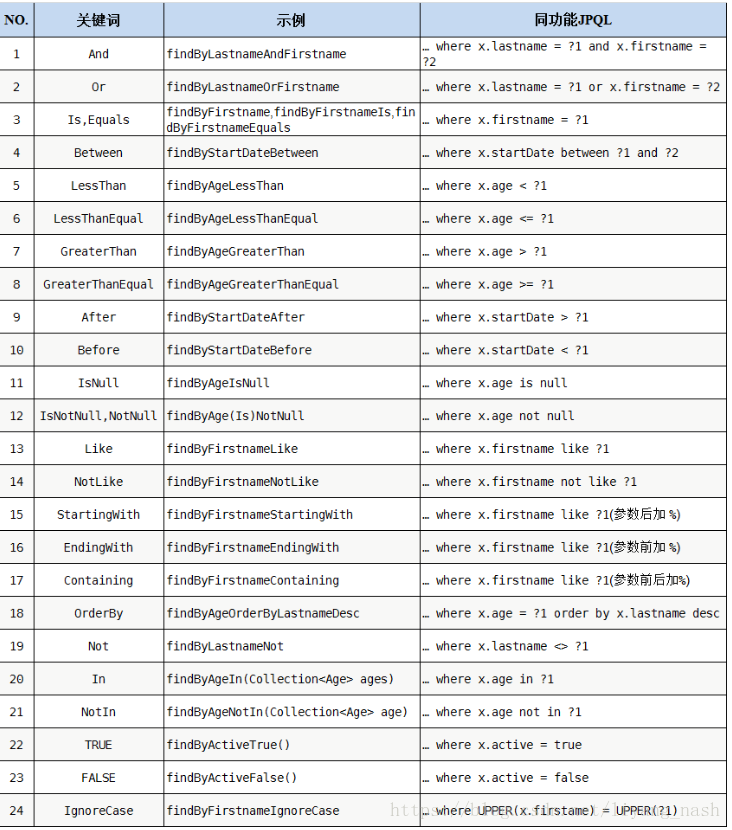 NO. 关键词 示例 同功能JPQL
1 And findByLastnameAndFirstname … where x.lastname = ?1 and x.firstname =
?2
2 Or findByLastnameOrFirstname … where x.lastname = ?1 or x.firstname = ?2
3 Is,Equals findByFirstname,findByFirstnameIs,fin … where x.firstname = ?1
dByFirstnameEquals
4 Between findByStartDateBetween … where x.startDate between ?1 and ?2
5 LessThan findByAgeLessThan … where x.age < ?1
6 LessThanEqual findByAgeLessThanEqual … where x.age <= ?1
7 GreaterThan findByAgeGreaterThan … where x.age > ?1
8 GreaterThanEqual findByAgeGreaterThanEqual … where x.age >= ?1
9 After findByStartDateAfter … where x.startDate > ?1
10 Before findByStartDateBefore … where x.startDate < ?1
11 IsNull findByAgeIsNull … where x.age is null
12 IsNotNull,NotNull findByAge(Is)NotNull … where x.age not null
13 Like findByFirstnameLike … where x.firstname like ?1
14 NotLike findByFirstnameNotLike … where x.firstname not like ?1
15 StartingWith findByFirstnameStartingWith … where x.firstname like ?1(参数后加 %)
16 EndingWith findByFirstnameEndingWith … where x.firstname like ?1(参数前加 %)
17 Containing findByFirstnameContaining … where x.firstname like ?1(参数前后加%)
18 OrderBy findByAgeOrderByLastnameDesc … where x.age = ?1 order by x.lastname desc
19 Not findByLastnameNot … where x.lastname <> ?1
20 In findByAgeIn(Collection<Age> ages) … where x.age in ?1
21 NotIn findByAgeNotIn(Collection<Age> age) … where x.age not in ?1
22 TRUE findByActiveTrue() … where x.active = true
23 FALSE findByActiveFalse() … where x.active = false
24 IgnoreCase findByFirstnameIgnoreCase … where UPPER(x.firstame) = UPPER(?1)